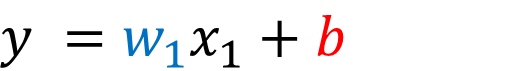 y = w₁x₁ + b